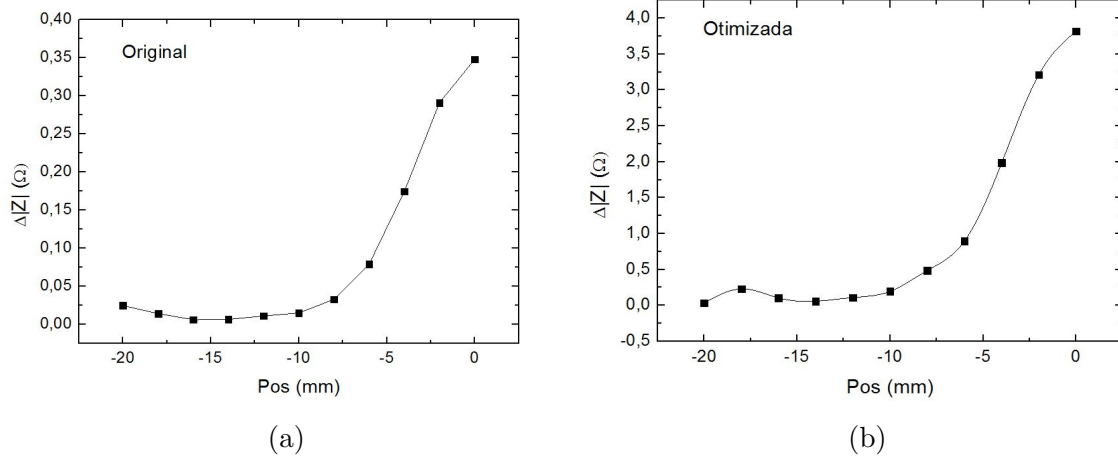 0,40
0,35
0,30
0,25
0,20
0,15
0,10
0,05
0,00
Δ|Z| (Ω)
Original
-20 -15 -10 -5 0
Pos (mm)
(a)
4,0
3,5
3,0
2,5
2,0
1,5
1,0
0,5
0,0
-0,5
Δ|Z| (Ω)
Otimizada
-20 -15 -10 -5 0
Pos (mm)
(b)